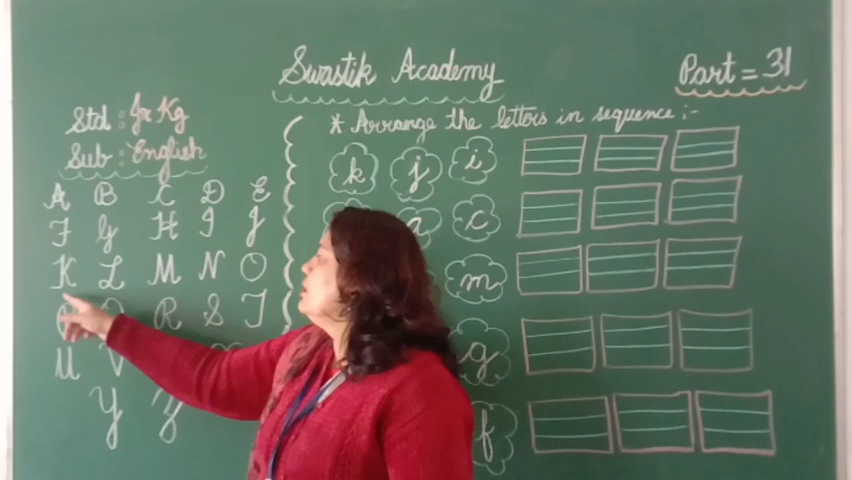 Swastik Academy
Part = 31
Std : Jr Kg
Sub : English
* Arrange the letters in sequence :-
A B C D E
F G H I J
K L M N O
R S T
U V
Y Z
k j i
a c
m
g
f